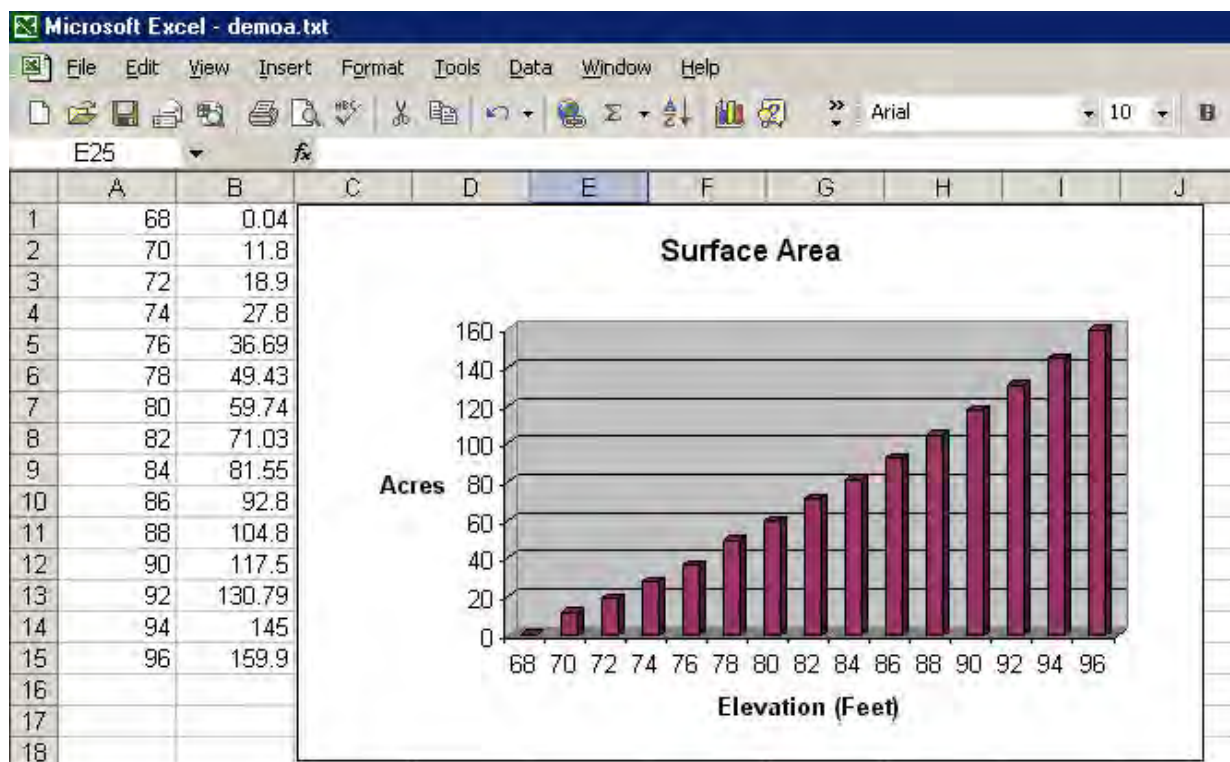 Microsoft Excel - demoa.txt
File Edit View Insert Format Tools Data Window Help
Arial 10 B
E25 fx
A B C D E F G H I J
1 68 0.04
2 70 11.8
3 72 18.9
4 74 27.8
5 76 36.69
6 78 49.43
7 80 59.74
8 82 71.03
9 84 81.55
10 86 92.8
11 88 104.8
12 90 117.5
13 92 130.79
14 94 145
15 96 159.9
16
17
18
Surface Area
160
140
120
100
Acres 80
60
40
20
0
68 70 72 74 76 78 80 82 84 86 88 90 92 94 96
Elevation (Feet)